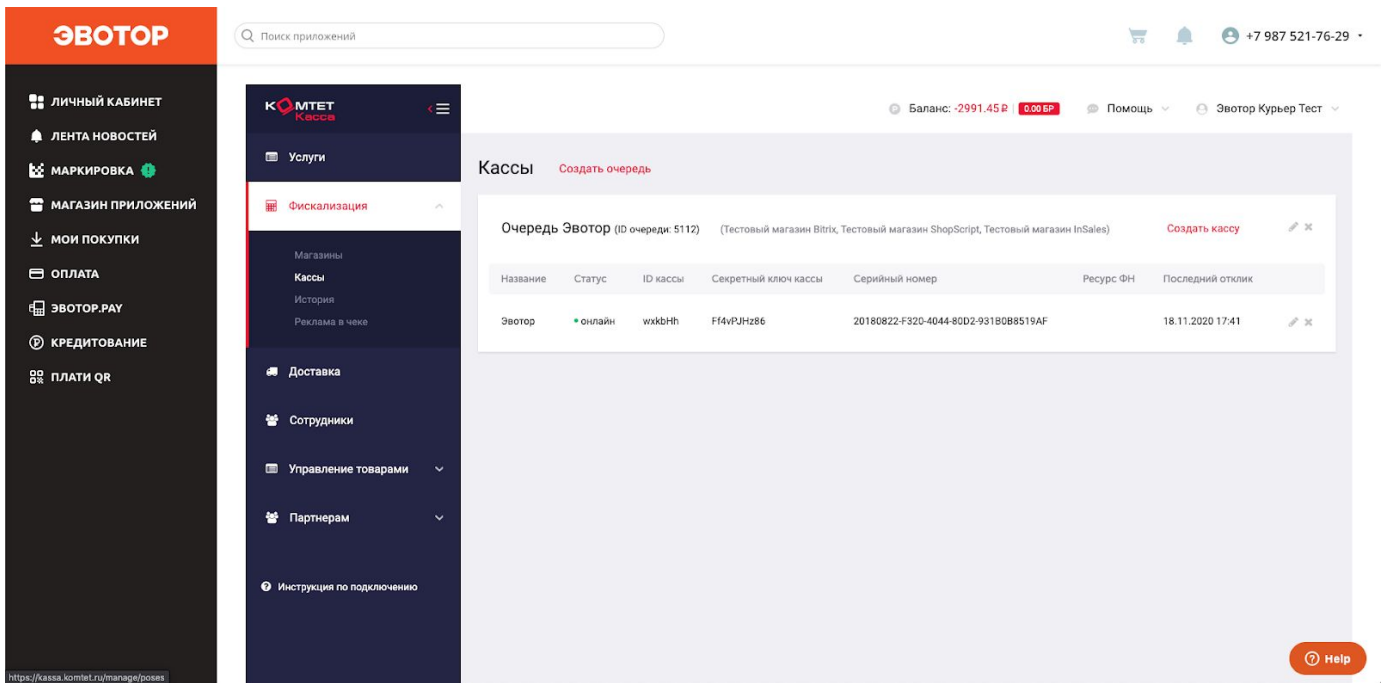 ЭВОТОР
Поиск приложений
+7 987 521-76-29
ЛИЧНЫЙ КАБИНЕТ
ЛЕНТА НОВОСТЕЙ
МАРКИРОВКА
МАГАЗИН ПРИЛОЖЕНИЙ
МОИ ПОКУПКИ
ОПЛАТА
ЭВОТОР.PAY
КРЕДИТОВАНИЕ
ПЛАТИ QR
КОМТЕТ
Касса
Услуги
Фискализация
Магазины
Кассы
История
Реклама в чеке
Доставка
Сотрудники
Управление товарами
Партнерам
Инструкция по подключению
Баланс: -2991.45 ₽ 0.00 БР Помощь Эвотор Курьер Тест
Кассы Создать очередь
Очередь Эвотор (ID очереди: 5112) (Тестовый магазин Bitrix, Тестовый магазин ShopScript, Тестовый магазин InSales) Создать кассу
Название Статус ID кассы Секретный ключ кассы Серийный номер Ресурс ФН Последний отклик
Эвотор онлайн wxkbHh Ff4vPJHz86 20180822-F320-4044-80D2-931B0B8519AF 18.11.2020 17:41
Help
https://kassa.komtet.ru/manage/poses